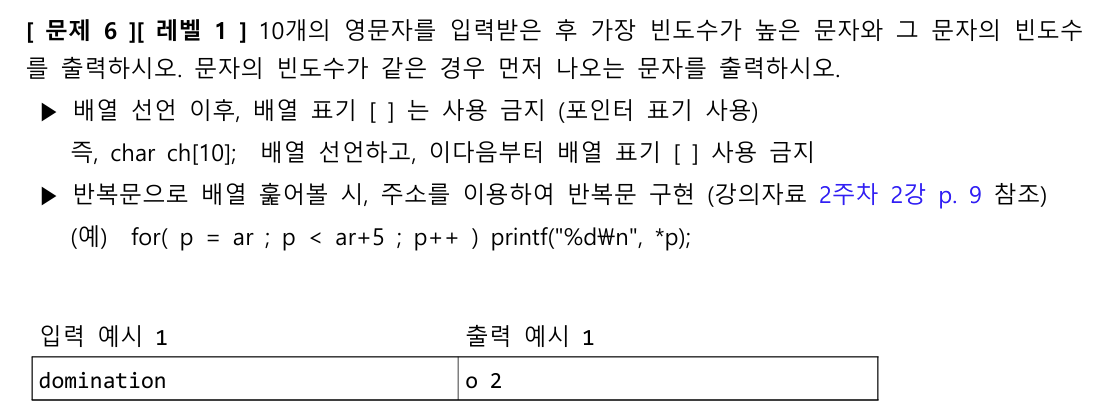 [ 문제 6 ][ 레벨 1 ] 10개의 영문자를 입력받은 후 가장 빈도수가 높은 문자와 그 문자의 빈도수
를 출력하시오. 문자의 빈도수가 같은 경우 먼저 나오는 문자를 출력하시오.
▶ 배열 선언 이후, 배열 표기 [ ] 는 사용 금지 (포인터 표기 사용)
즉, char ch[10]; 배열 선언하고, 이다음부터 배열 표기 [ ] 사용 금지
▶ 반복문으로 배열 훑어볼 시, 주소를 이용하여 반복문 구현 (강의자료 2주차 2강 p. 9 참조)
(예) for( p = ar ; p < ar+5 ; p++ ) printf("%d₩n", *p);
입력 예시 1 출력 예시 1
domination o 2